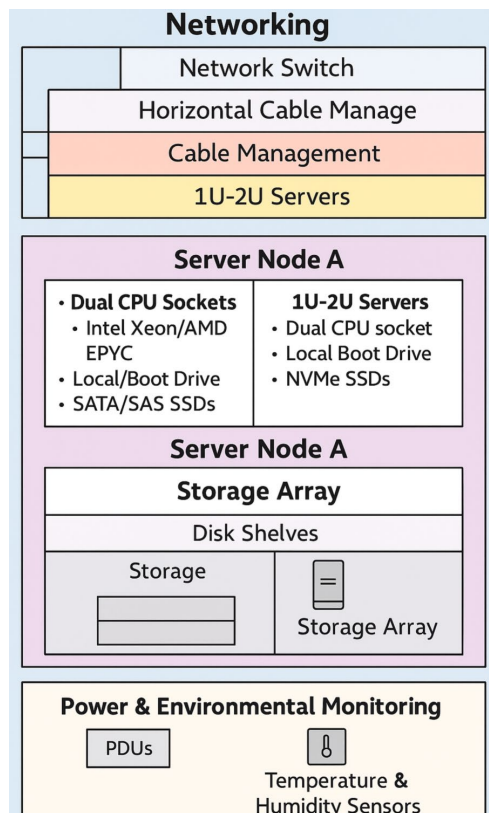 Networking
Network Switch
Horizontal Cable Manage
Cable Management
1U-2U Servers
Server Node A
• Dual CPU Sockets
• Intel Xeon/AMD
EPYC
• Local/Boot Drive
• SATA/SAS SSDs
1U-2U Servers
• Dual CPU socket
• Local Boot Drive
• NVMe SSDs
Server Node A
Storage Array
Disk Shelves
Storage
Storage Array
Power & Environmental Monitoring
PDUs
Temperature &
Humidity Sensors